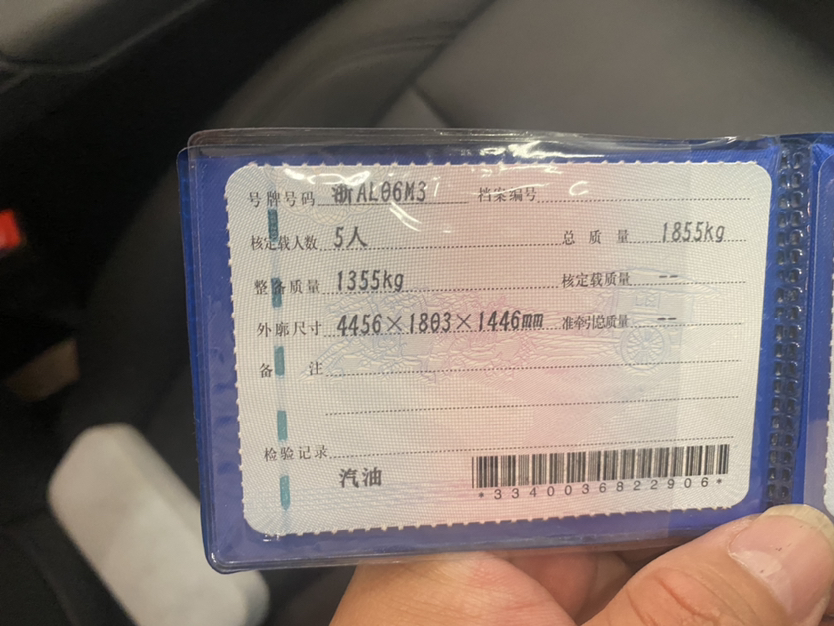 号牌号码 浙AL06M3 档案编号
核定载人数 5人 总质量 1855kg
整备质量 1355kg 核定载质量 --
外廓尺寸 4456×1803×1446mm 准牵引总质量 --
备注
检验记录
汽油
*3340036822906*